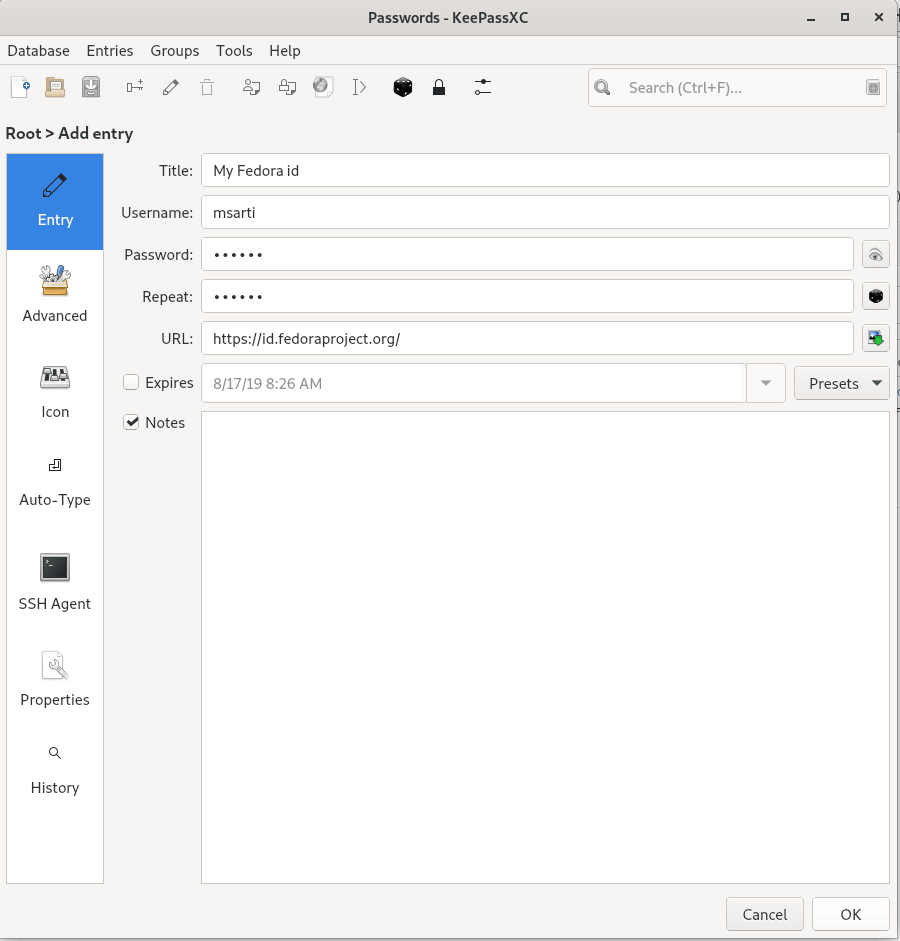 Passwords - KeePassXC
Database Entries Groups Tools Help
Search (Ctrl+F)...
Root > Add entry
Entry
Advanced
Icon
Auto-Type
SSH Agent
Properties
History
Title: My Fedora id
Username: msarti
Password: ••••••
Repeat: ••••••
URL: https://id.fedoraproject.org/
Expires 8/17/19 8:26 AM Presets
Notes
Cancel OK